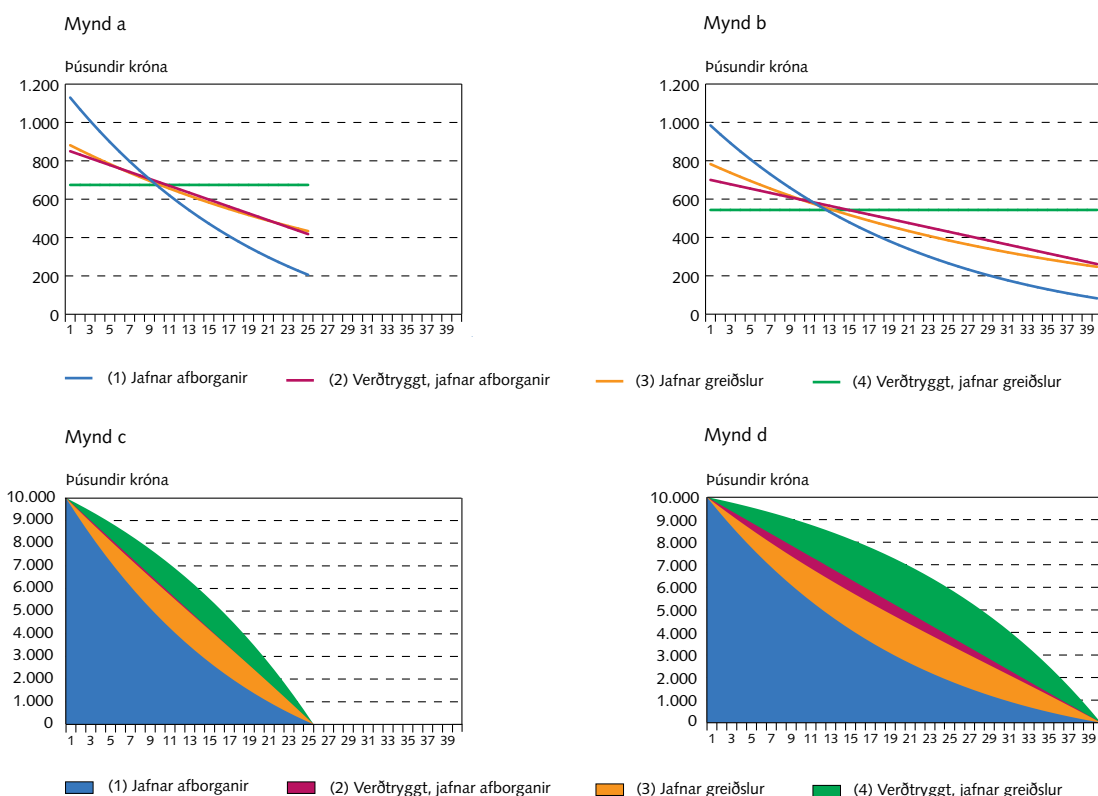 Mynd a
Þúsundir króna
1.200
1.000
800
600
400
200
0
1 3 5 7 9 11 13 15 17 19 21 23 25 27 29 31 33 35 37 39
Mynd b
Þúsundir króna
1.200
1.000
800
600
400
200
0
1 3 5 7 9 11 13 15 17 19 21 23 25 27 29 31 33 35 37 39
(1) Jafnar afborganir (2) Verðtryggt, jafnar afborganir (3) Jafnar greiðslur (4) Verðtryggt, jafnar greiðslur
Mynd c
Þúsundir króna
10.000
9.000
8.000
7.000
6.000
5.000
4.000
3.000
2.000
1.000
0
1 3 5 7 9 11 13 15 17 19 21 23 25 27 29 31 33 35 37 39
Mynd d
Þúsundir króna
10.000
9.000
8.000
7.000
6.000
5.000
4.000
3.000
2.000
1.000
0
1 3 5 7 9 11 13 15 17 19 21 23 25 27 29 31 33 35 37 39
(1) Jafnar afborganir (2) Verðtryggt, jafnar afborganir (3) Jafnar greiðslur (4) Verðtryggt, jafnar greiðslur